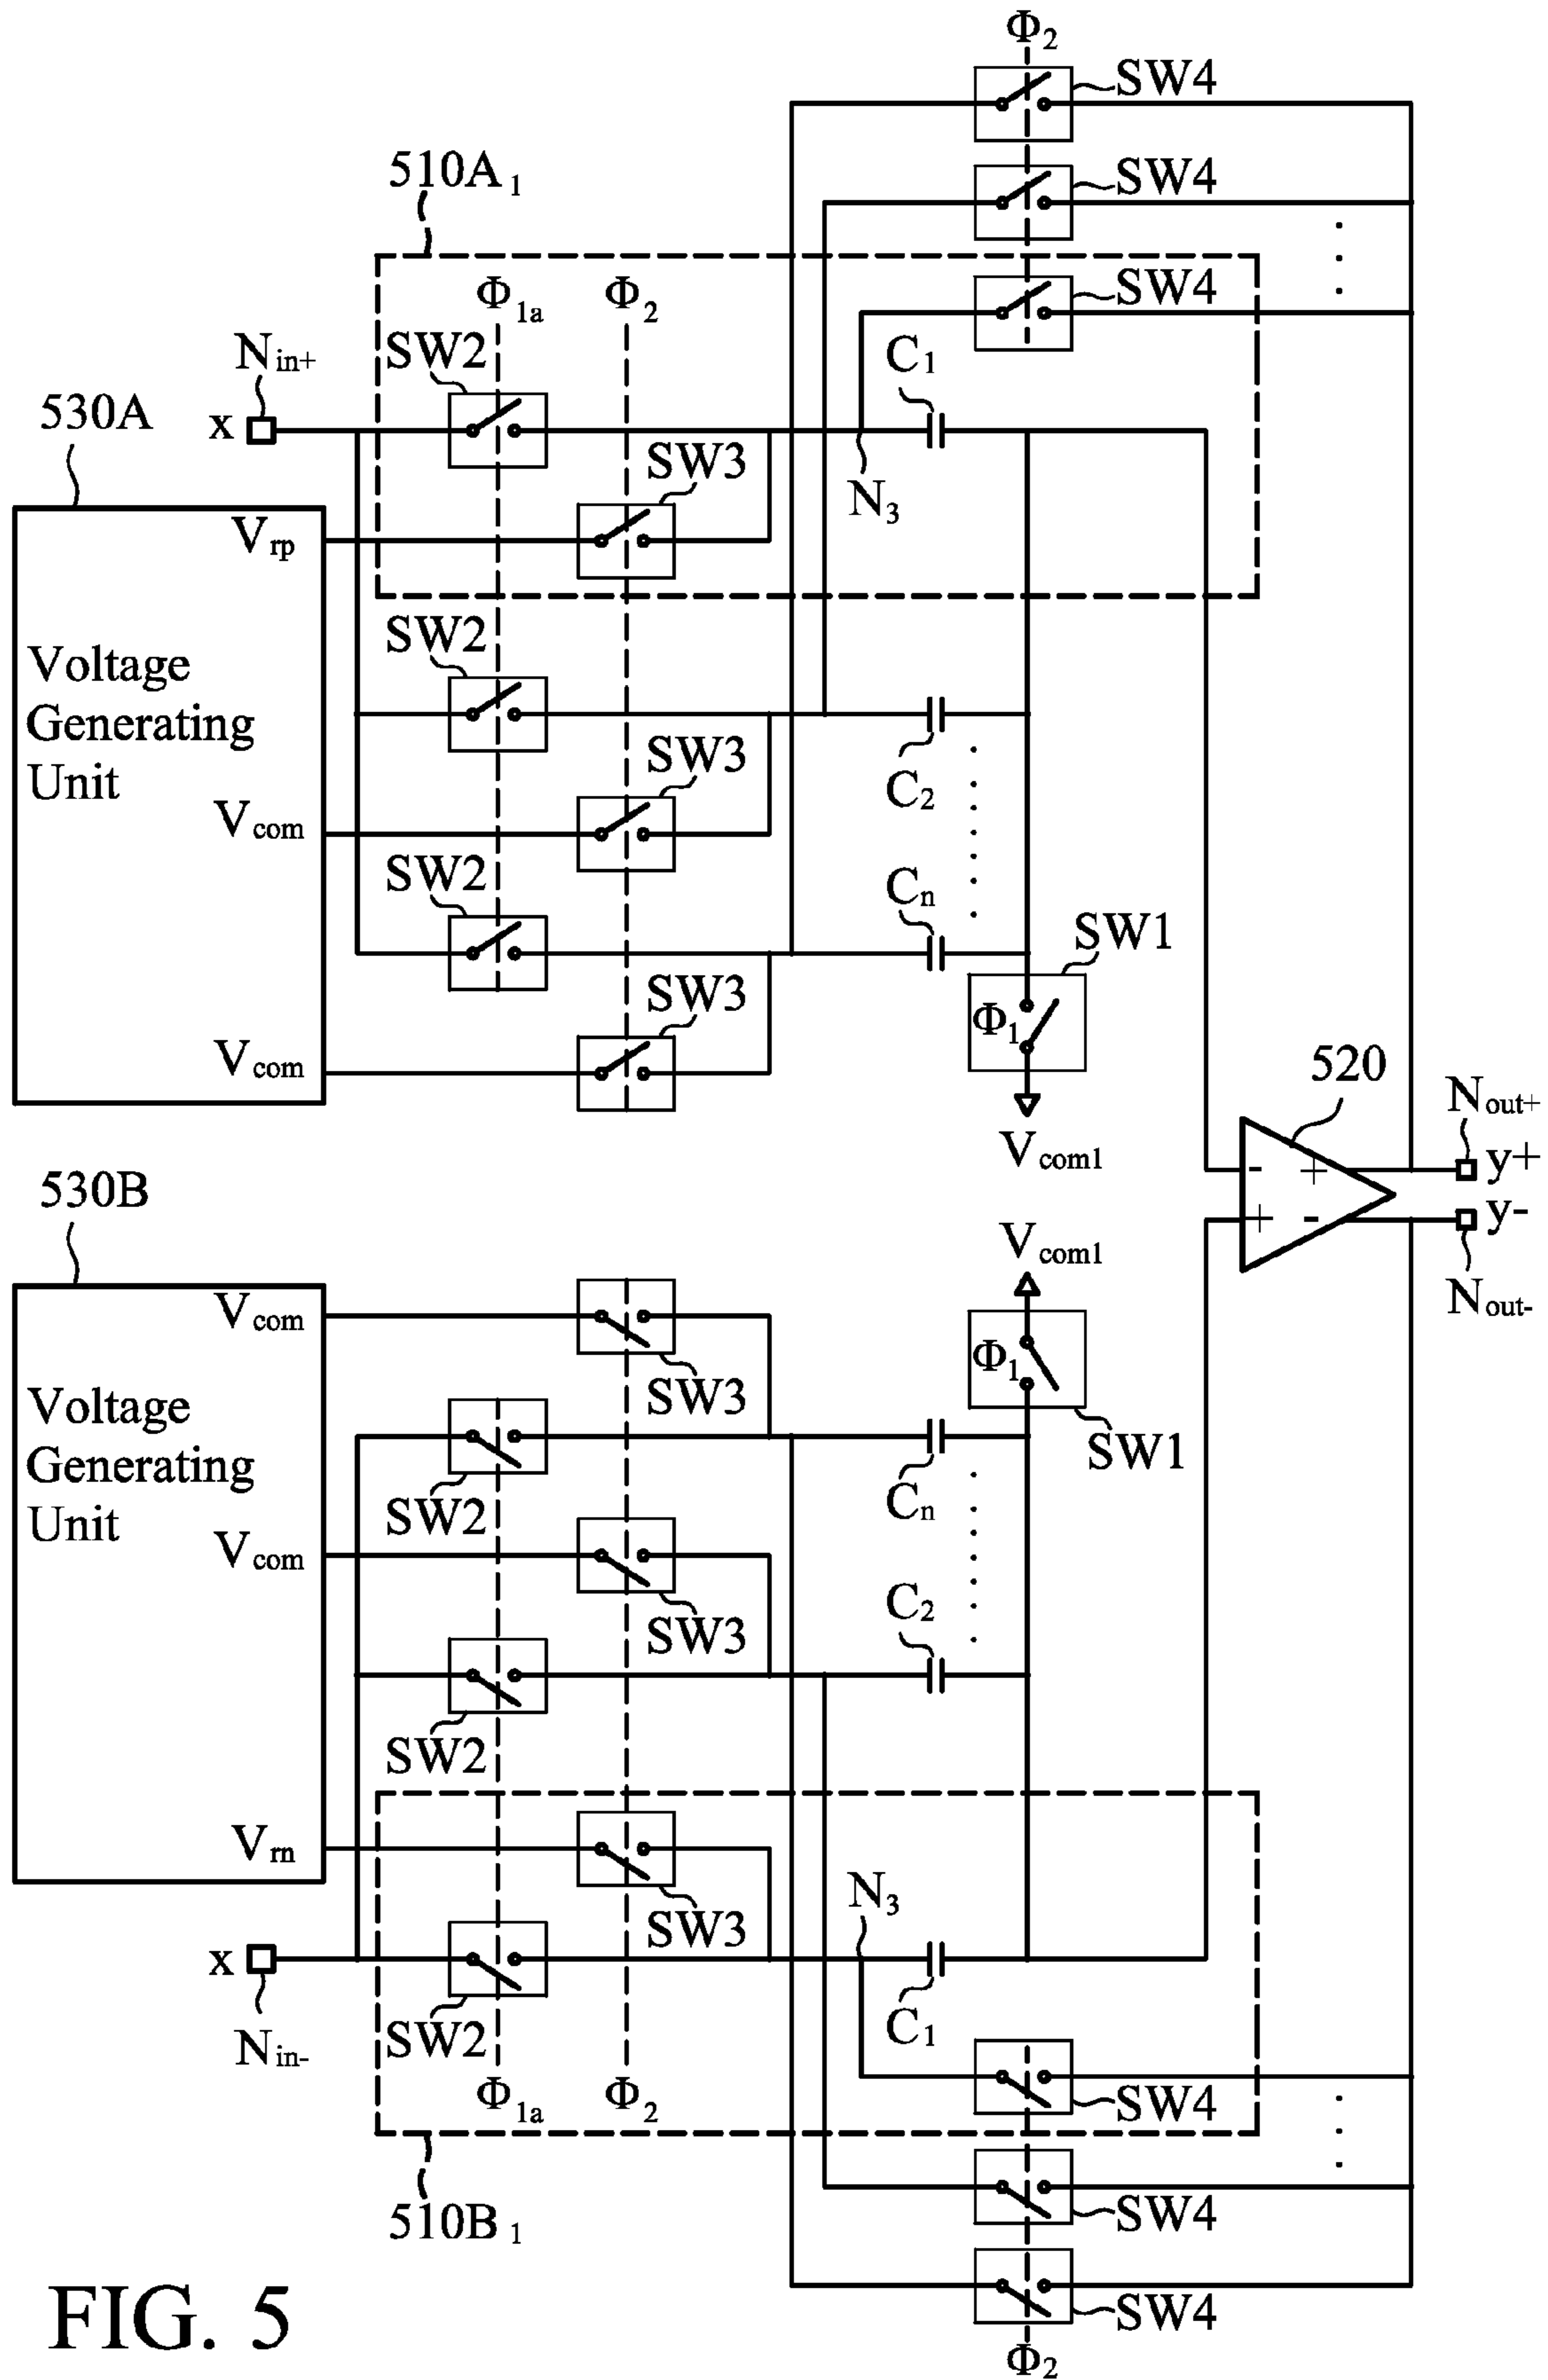 Φ2
SW4
SW4
510A1
SW4
Φ1a
Φ2
Nin+
SW2
C1
530A
x
SW3
N3
Vrp
SW2
Voltage
Generating
Unit
SW3
C2
Vcom
SW2
Cn
SW1
SW3
Φ1
Vcom
520
Nout+
Vcom1
- +
y+
530B
+ -
y-
Vcom1
Nout-
Vcom
Φ1
SW3
Voltage
Generating
Unit
SW1
SW2
Cn
Vcom
C2
SW3
SW2
Vrn
N3
SW3
x
C1
SW2
Nin-
Φ1a
Φ2
SW4
510B1
SW4
SW4
FIG. 5
Φ2